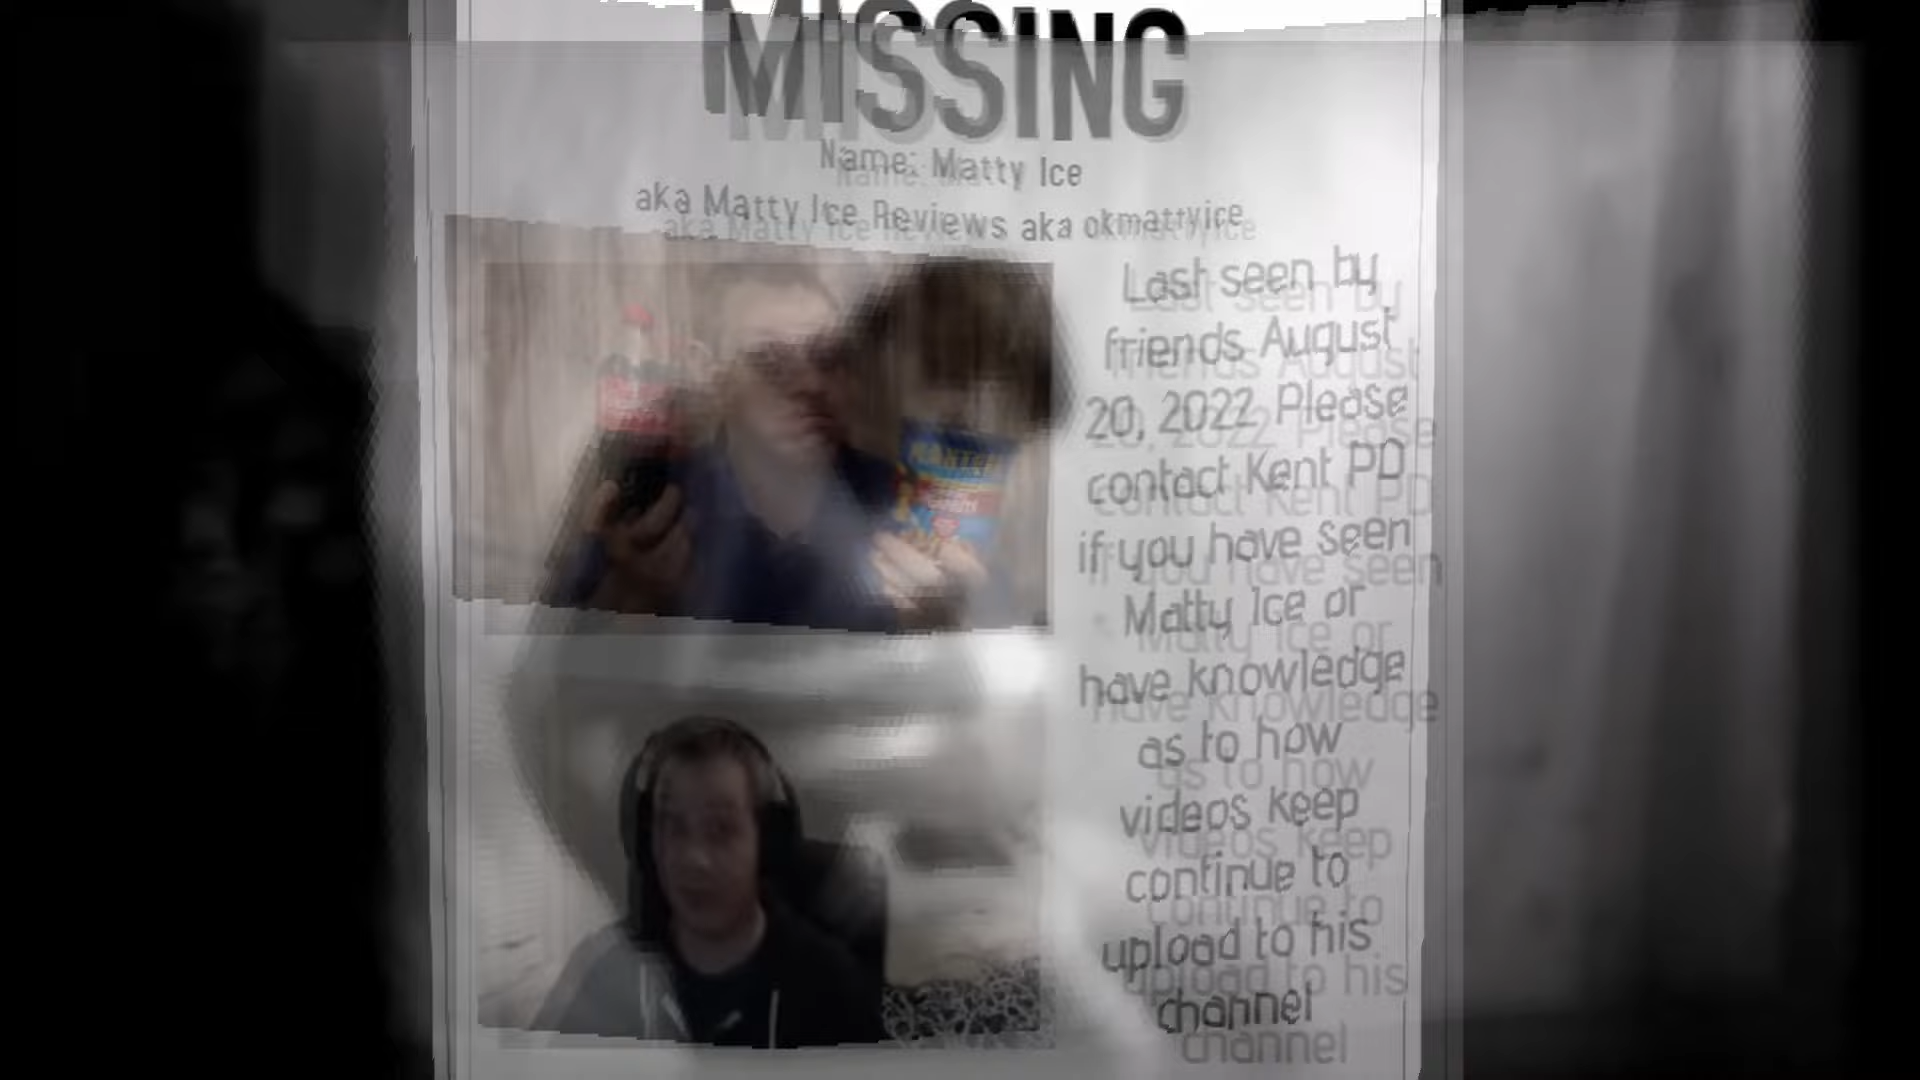 MISSING
Name: Matty Ice
aka Matty Ice Reviews aka okmattyice
Last seen by
friends August
20, 2022 Please
contact Kent PD
if you have seen
Matty Ice or
have knowledge
as to how
videos keep
continue to
upload to his
channel
PLANTERS